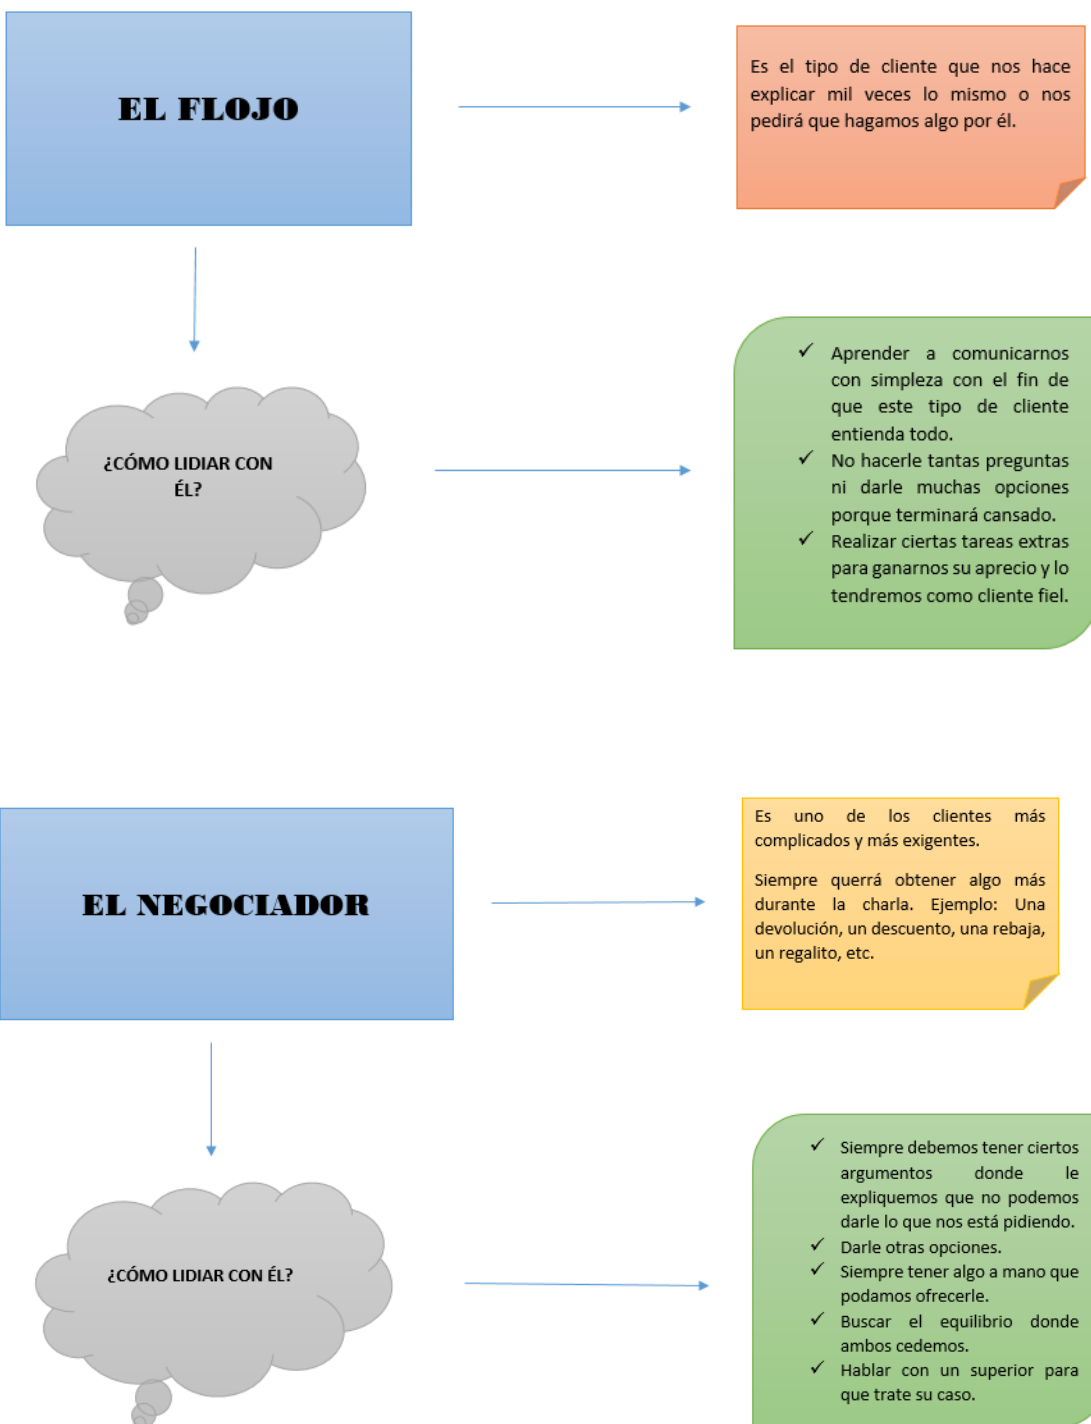 EL FLOJO
Es el tipo de cliente que nos hace
explicar mil veces lo mismo o nos
pedirá que hagamos algo por él.
¿CÓMO LIDIAR CON
ÉL?
✓ Aprender a comunicarnos
con simpleza con el fin de
que este tipo de cliente
entienda todo.
✓ No hacerle tantas preguntas
ni darle muchas opciones
porque terminará cansado.
✓ Realizar ciertas tareas extras
para ganarnos su aprecio y lo
tendremos como cliente fiel.
EL NEGOCIADOR
Es uno de los clientes más
complicados y más exigentes.
Siempre querrá obtener algo más
durante la charla. Ejemplo: Una
devolución, un descuento, una rebaja,
un regalito, etc.
¿CÓMO LIDIAR CON ÉL?
✓ Siempre debemos tener ciertos
argumentos donde le
expliquemos que no podemos
darle lo que nos está pidiendo.
✓ Darle otras opciones.
✓ Siempre tener algo a mano que
podamos ofrecerle.
✓ Buscar el equilibrio donde
ambos cedemos.
✓ Hablar con un superior para
que trate su caso.